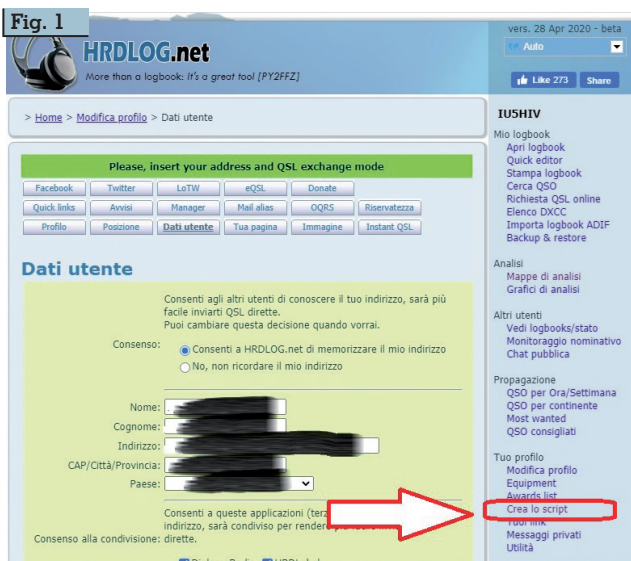 Fig. 1
HRDLOG.net
More than a logbook: it's a great tool [PY2FFZ]
vers. 28 Apr 2020 - beta
Auto
Like 273
Share
> Home > Modifica profilo > Dati utente
Please, insert your address and QSL exchange mode
Facebook Twitter LoTW eQSL Donate
Quick links Avvisi Manager Mail alias OQRS Riservatezza
Profilo Posizione Dati utente Tua pagina Immagine Instant QSL
Dati utente
Consenti agli altri utenti di conoscere il tuo indirizzo, sarà più
facile inviarti QSL dirette.
Puoi cambiare questa decisione quando vorrai.
Consenso:
Consenti a HRDLOG.net di memorizzare il mio indirizzo
No, non ricordare il mio indirizzo
Nome:
Cognome:
Indirizzo:
CAP/Città/Provincia:
Paese:
Consenti a queste applicazioni
indirizzo, sarà condiviso per
Consenso alla condivisione: dirette.
IU5HIV
Mio logbook
Apri logbook
Quick editor
Stampa logbook
Cerca QSO
Richiesta QSL online
Elenco DXCC
Importa logbook ADIF
Backup & restore
Analisi
Mappe di analisi
Grafici di analisi
Altri utenti
Vedi logbooks/stato
Monitoraggio nominativo
Chat pubblica
Propagazione
QSO per Ora/Settimana
QSO per continente
Most wanted
QSO consigliati
Tuo profilo
Modifica profilo
Equipment
Awards list
Crea lo script
Tuoi link
Messaggi privati
Utilità